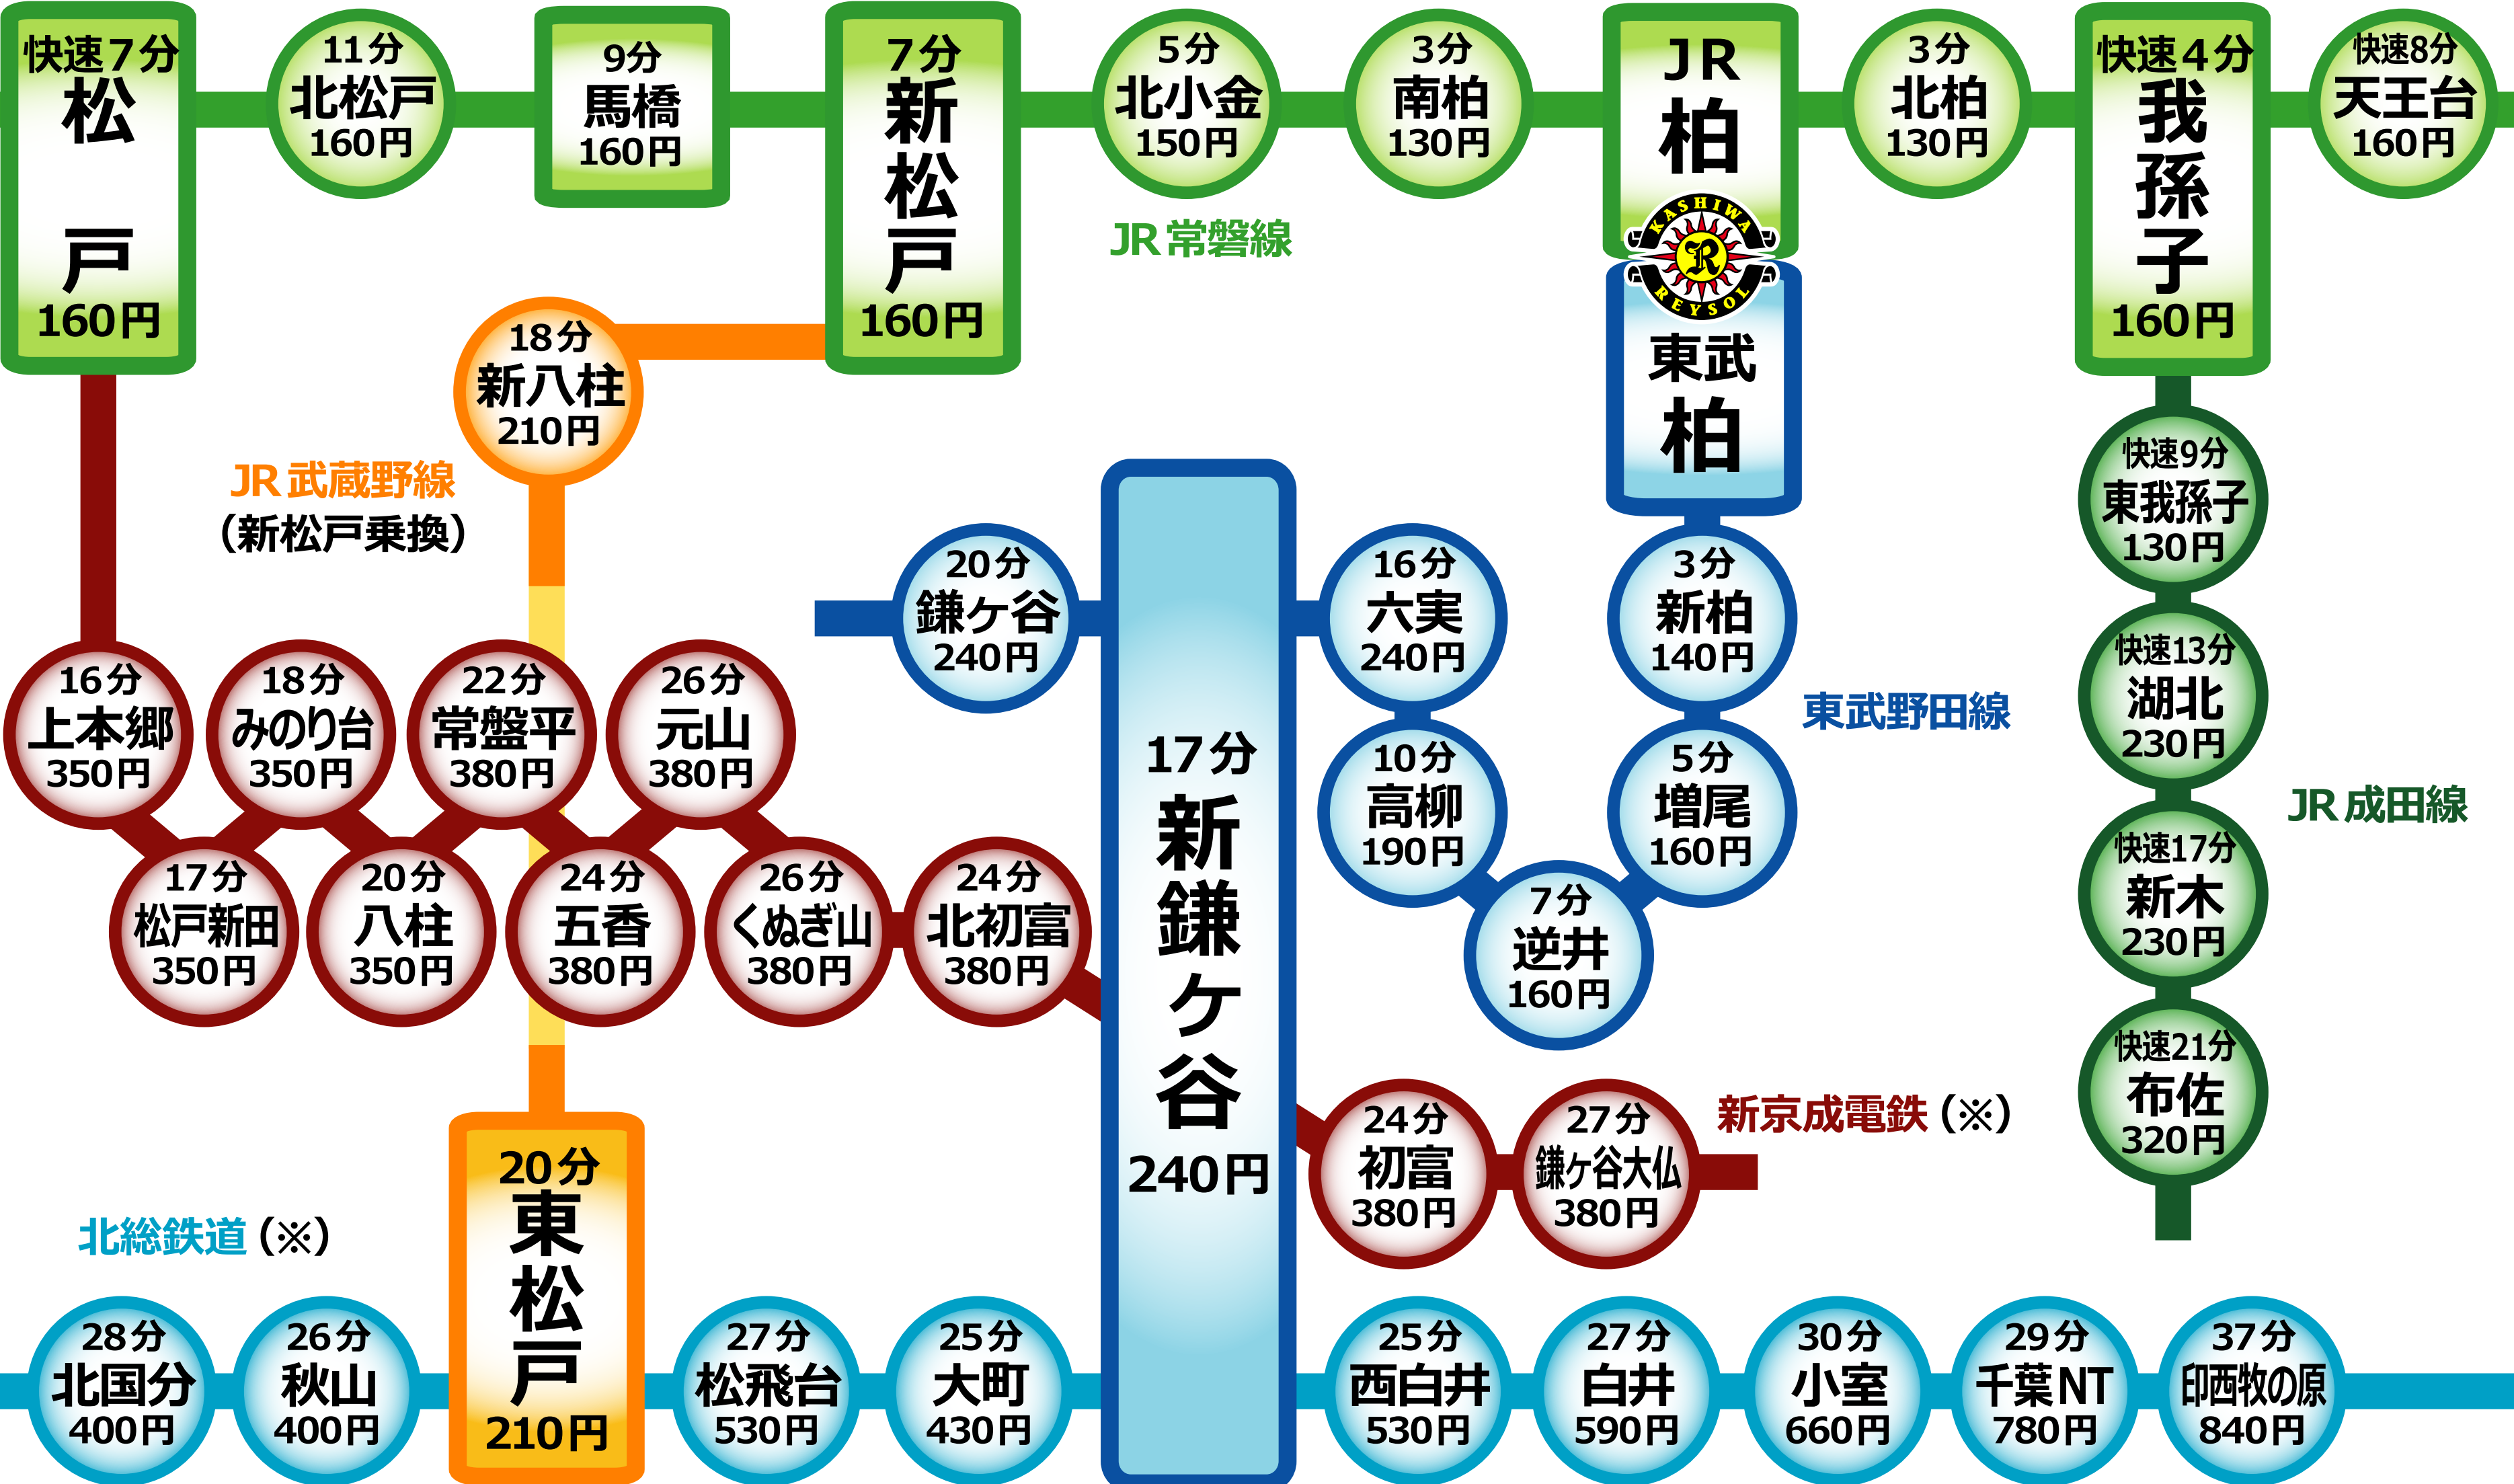 快速7分
松戸
160円
11分
北松戸
160円
9分
馬橋
160円
7分
新松戸
160円
5分
北小金
150円
3分
南柏
130円
JR
柏
3分
北柏
130円
快速4分
我孫子
160円
快速8分
天王台
160円
JR常磐線
KASHIWA
R
REYSOL
東武
柏
18分
新八柱
210円
JR武蔵野線
(新松戸乗換)
快速9分
東我孫子
130円
20分
鎌ヶ谷
240円
17分
新鎌ヶ谷
240円
16分
六実
240円
3分
新柏
140円
東武野田線
快速13分
湖北
230円
16分
上本郷
350円
18分
みのり台
350円
22分
常盤平
380円
26分
元山
380円
10分
高柳
190円
5分
増尾
160円
JR成田線
17分
松戸新田
350円
20分
八柱
350円
24分
五香
380円
26分
くぬぎ山
380円
24分
北初富
380円
7分
逆井
160円
快速17分
新木
230円
快速21分
布佐
320円
24分
初富
380円
27分
鎌ヶ谷大仏
380円
新京成電鉄(※)
北総鉄道(※)
28分
北国分
400円
26分
秋山
400円
20分
東松戸
210円
27分
松飛台
530円
25分
大町
430円
25分
西白井
530円
27分
白井
590円
30分
小室
660円
29分
千葉NT
780円
37分
印西牧の原
840円